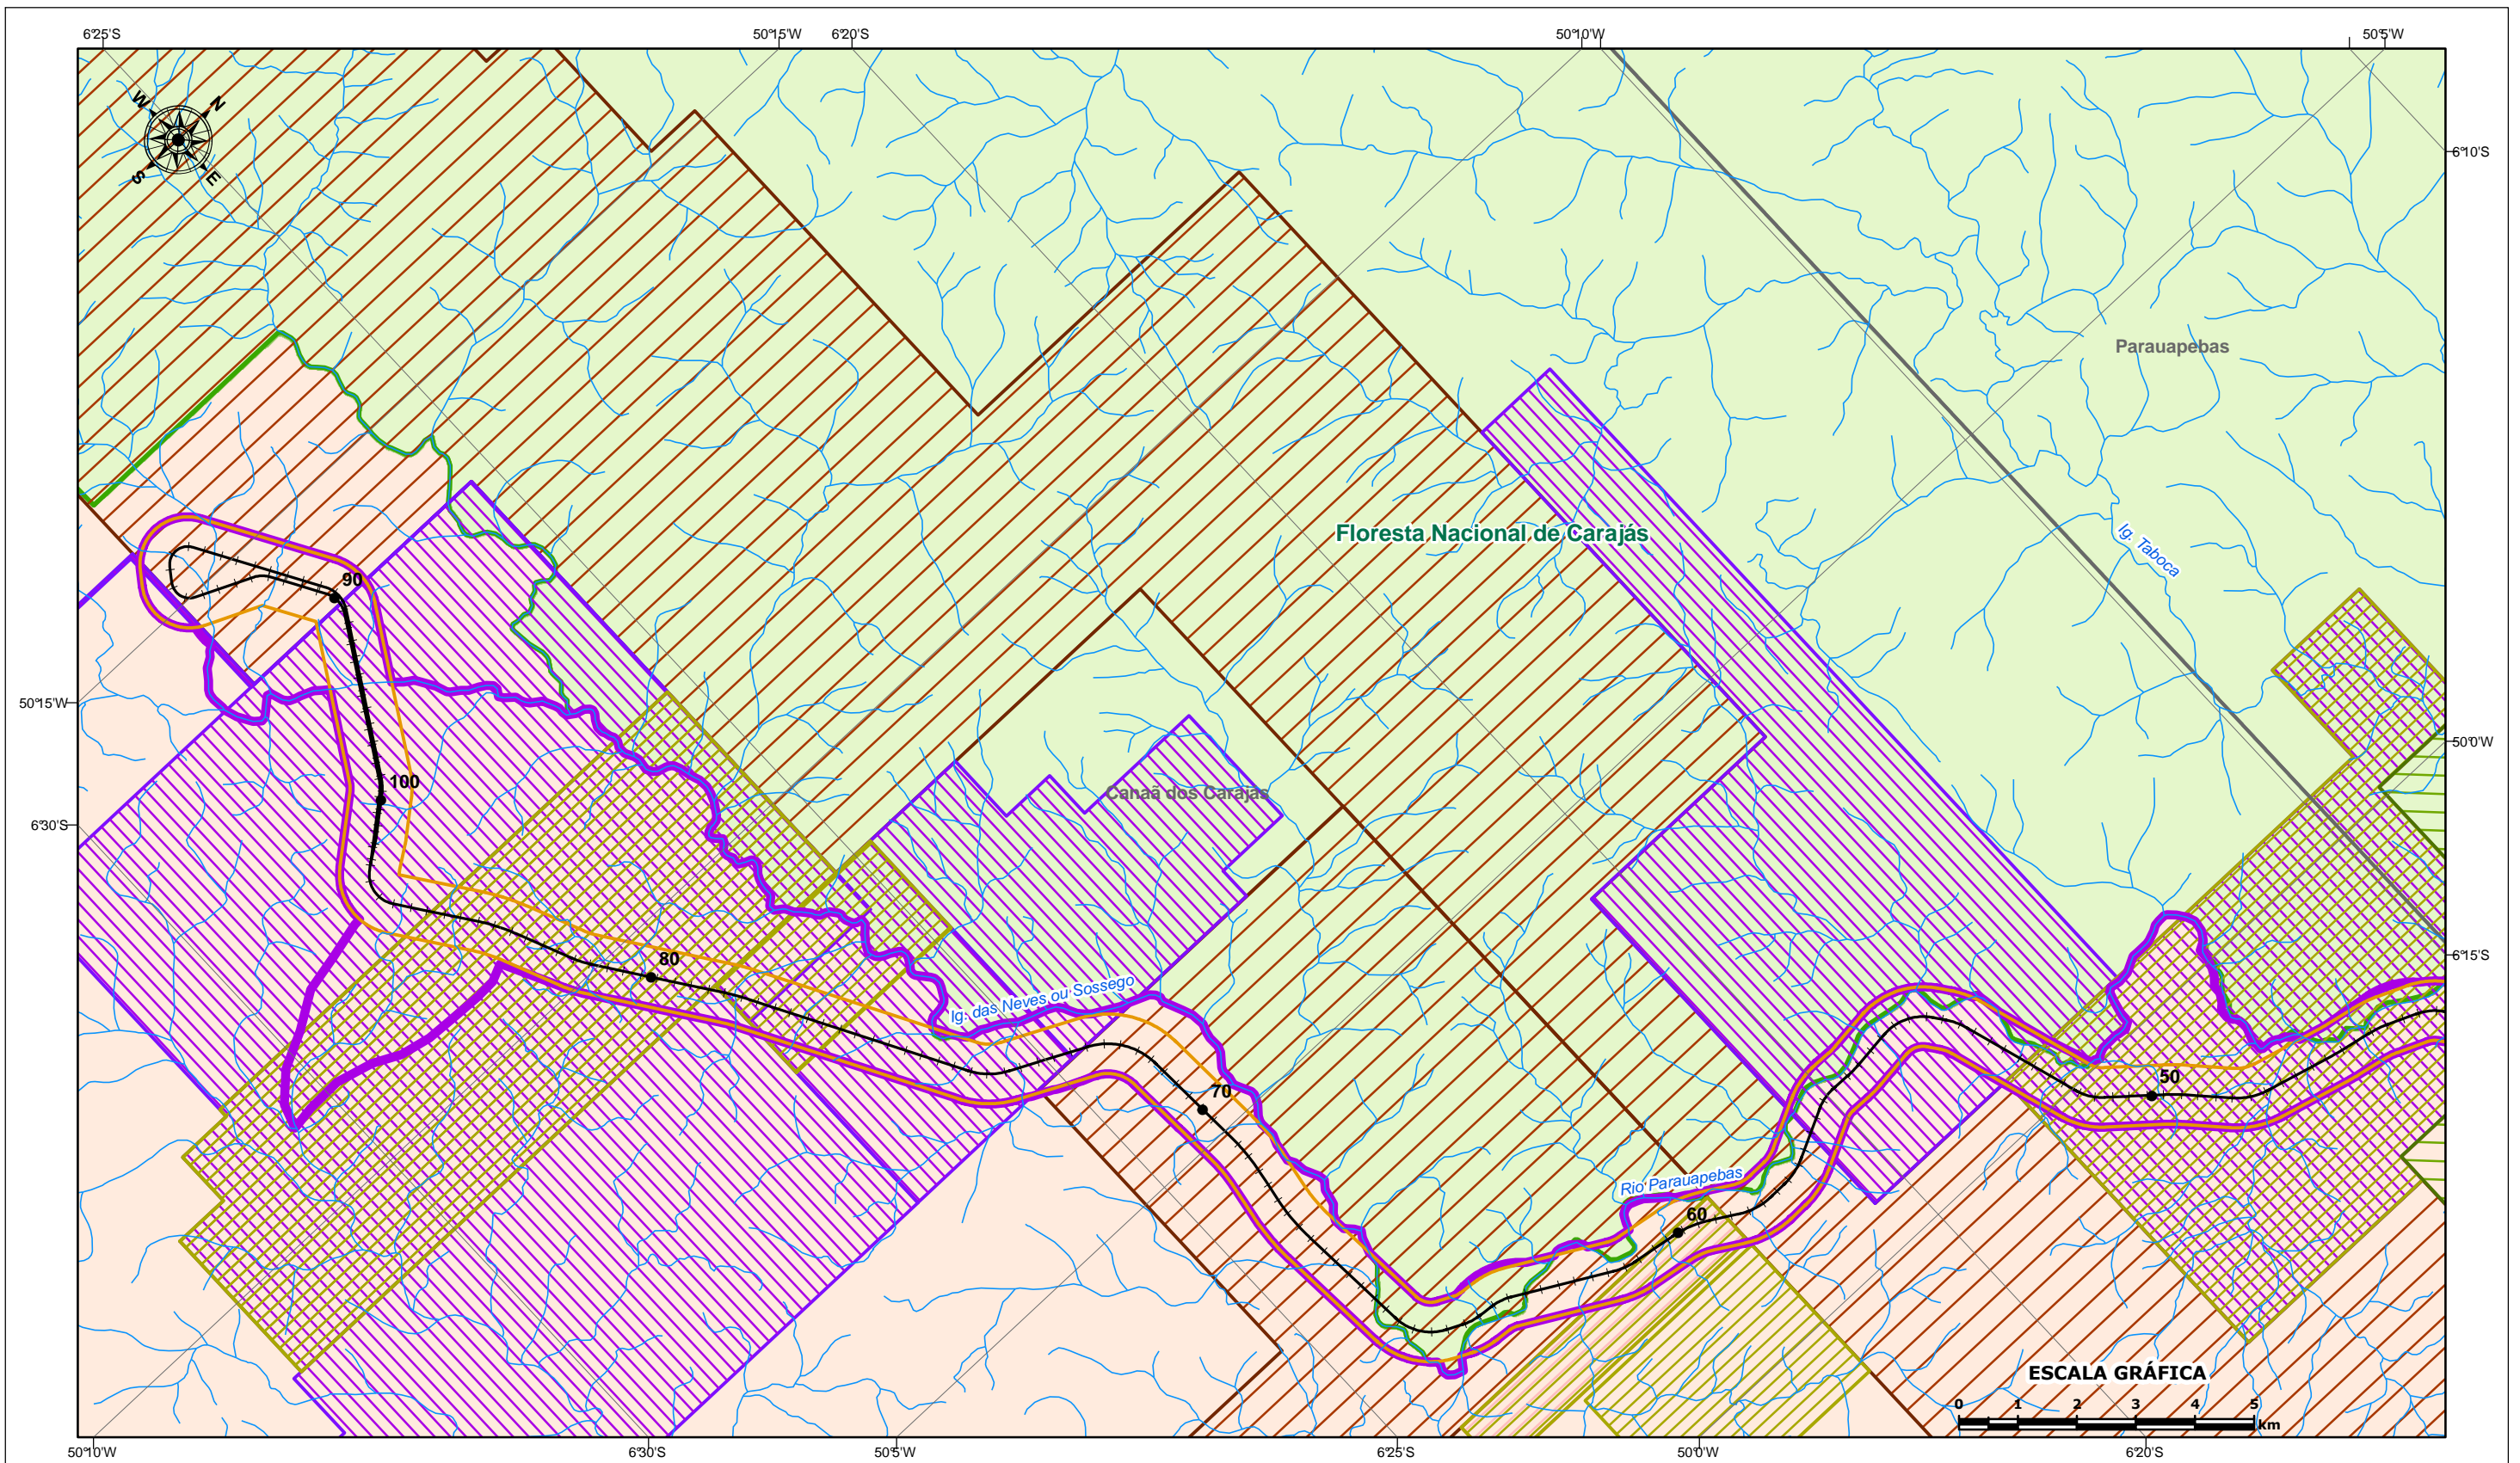 6°25'S
50°15'W
6°20'S
50°10'W
50°5'W
W
N
S
E
6°10'S
Parauapebas
Floresta Nacional de Carajás
Ig. Taboca
90
50°15'W
50°0'W
100
Canaã dos Carajás
6°30'S
80
6°15'S
Ig. das Neves ou Sossego
70
50
Rio Parauapebas
60
ESCALA GRÁFICA
0 1 2 3 4 5
km
50°10'W
6°30'S
50°5'W
6°25'S
50°0'W
6°20'S